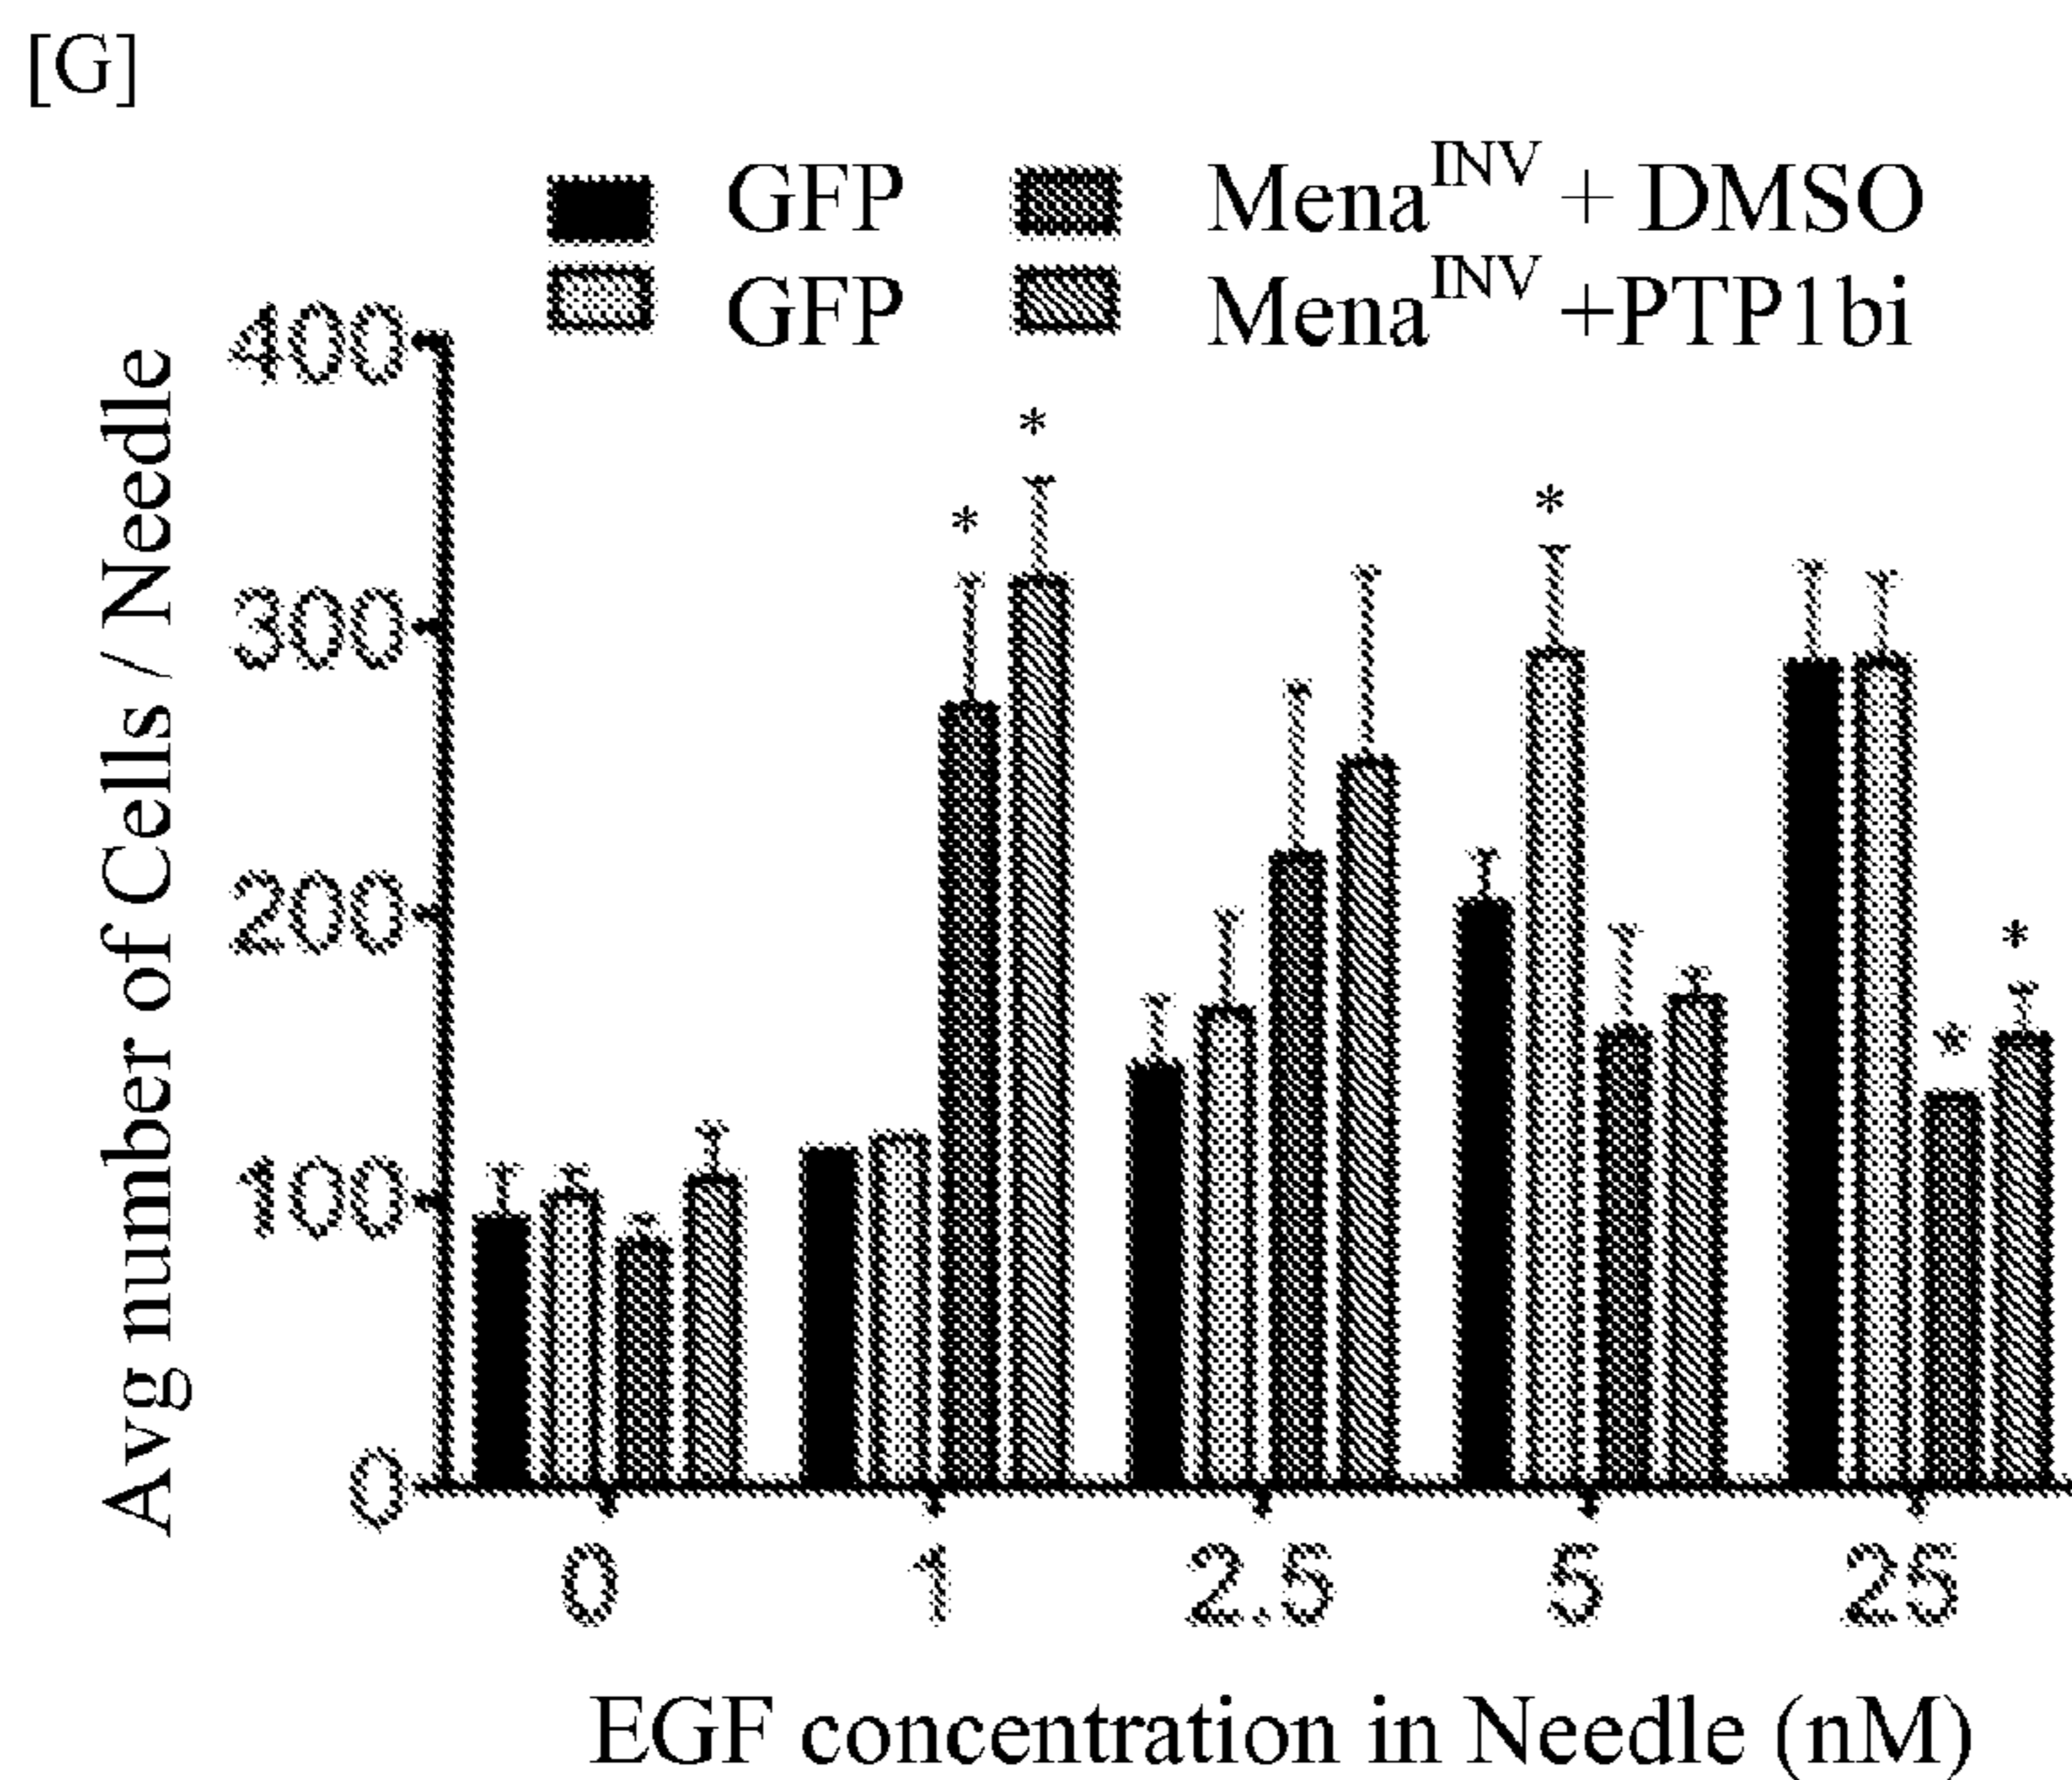 [G]
GFP
Mena^INV + DMSO
GFP
Mena^INV +PTP1bi
Avg number of Cells / Needle
400
300
200
100
0
* * * * *
0 1 2.5 5 25
EGF concentration in Needle (nM)